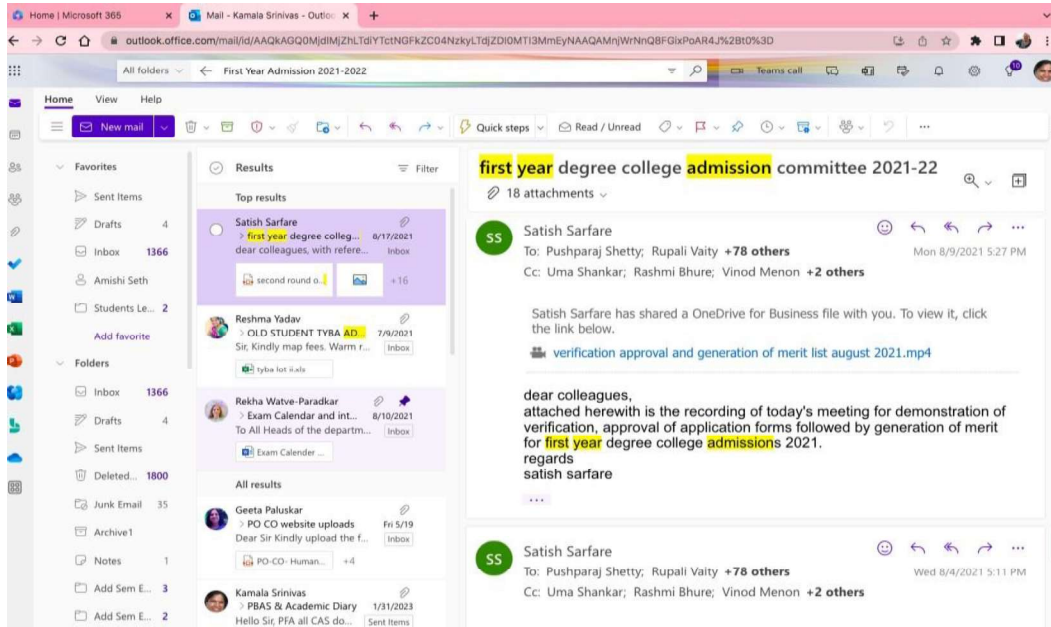 Home | Microsoft 365
Mail - Kamala Srinivas - Outloo
outlook.office.com/mail/id/AAQkAGQ0MjdlMjZhLTdiYTctNGFkZC04NzkyLTdjZDI0MTI3MmEyNAAQAMnjWrNnQ8FGixPoAR4J%2Bt0%3D
All folders
First Year Admission 2021-2022
Teams call
10
Home View Help
New mail
Quick steps
Read / Unread
Favorites
Sent Items
Drafts 4
Inbox 1366
Amishi Seth
Students Le... 2
Add favorite
Folders
Inbox 1366
Drafts 4
Sent Items
Deleted... 1800
Junk Email 35
Archive1
Notes 1
Add Sem E... 3
Add Sem E... 2
Results
Filter
Top results
Satish Sarfare
> first year degree colleg... 8/17/2021
dear colleagues, with refere... Inbox
second round o...
+16
Reshma Yadav
> OLD STUDENT TYBA AD... 7/9/2021
Sir, Kindly map fees. Warm r... Inbox
tyba lot ii.xls
Rekha Watve-Paradkar
> Exam Calendar and int... 8/10/2021
To All Heads of the departm... Inbox
Exam Calender ...
All results
Geeta Paluskar
> PO CO website uploads Fri 5/19
Dear Sir Kindly upload the f... Inbox
PO-CO- Human... +4
Kamala Srinivas
> PBAS & Academic Diary 1/31/2023
Hello Sir, PFA all CAS do... Sent Items
first year degree college admission committee 2021-22
18 attachments
SS
Satish Sarfare
To: Pushparaj Shetty; Rupali Vaity +78 others
Mon 8/9/2021 5:27 PM
Cc: Uma Shankar; Rashmi Bhure; Vinod Menon +2 others
Satish Sarfare has shared a OneDrive for Business file with you. To view it, click
the link below.
verification approval and generation of merit list august 2021.mp4
dear colleagues,
attached herewith is the recording of today's meeting for demonstration of
verification, approval of application forms followed by generation of merit
for first year degree college admissions 2021.
regards
satish sarfare
...
SS
Satish Sarfare
To: Pushparaj Shetty; Rupali Vaity +78 others
Wed 8/4/2021 5:11 PM
Cc: Uma Shankar; Rashmi Bhure; Vinod Menon +2 others